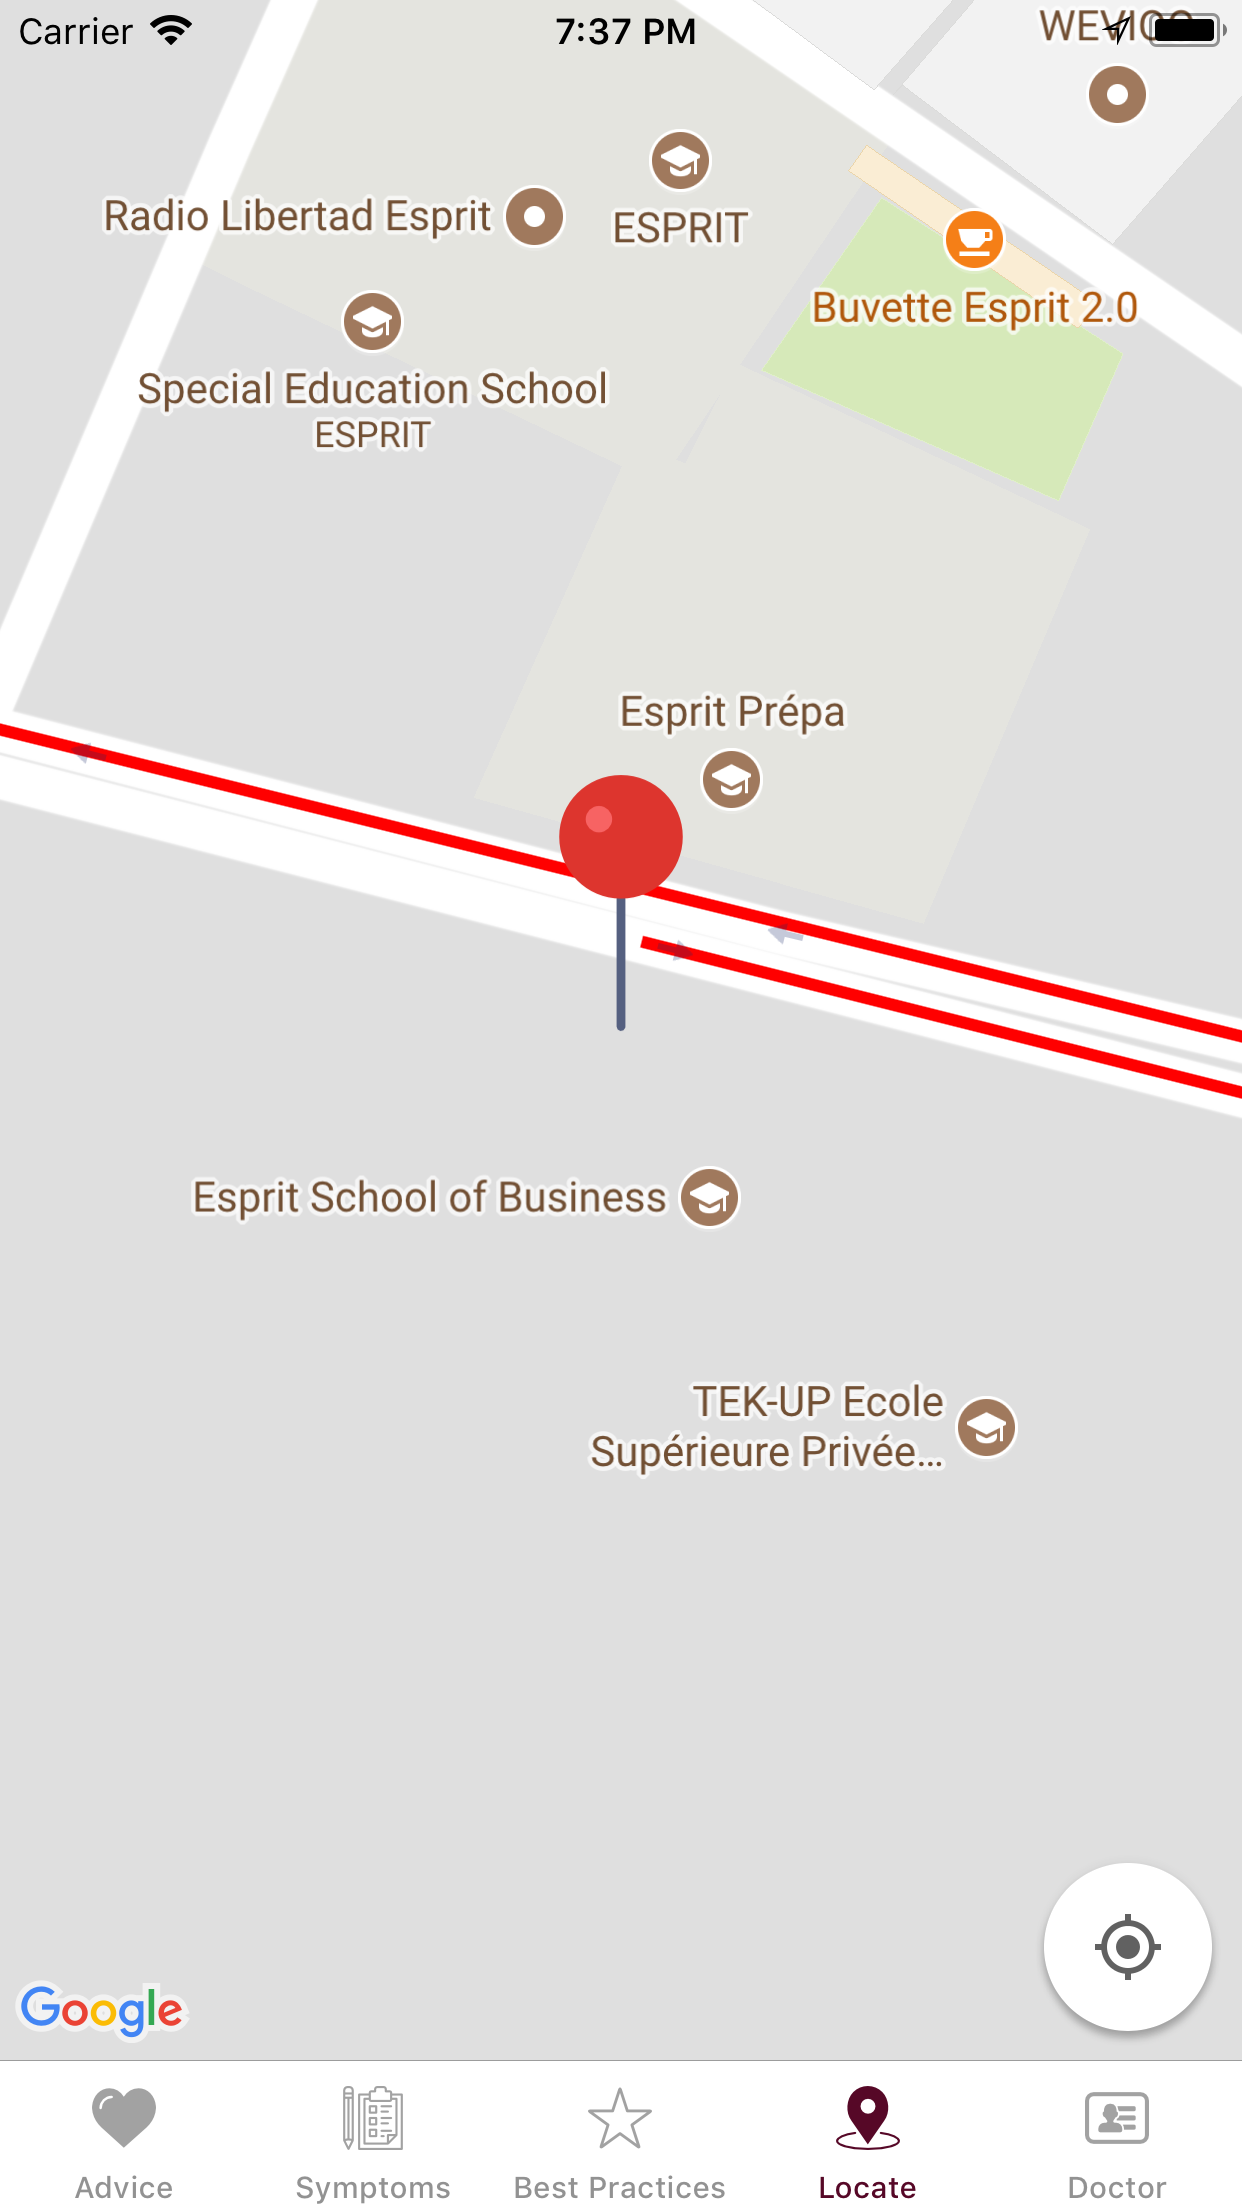 Carrier
7:37 PM
Radio Libertad Esprit
ESPRIT
Buvette Esprit 2.0
Special Education School
ESPRIT
Esprit Prépa
Esprit School of Business
TEK-UP Ecole
Supérieure Privée...
Google
Advice
Symptoms
Best Practices
Locate
Doctor